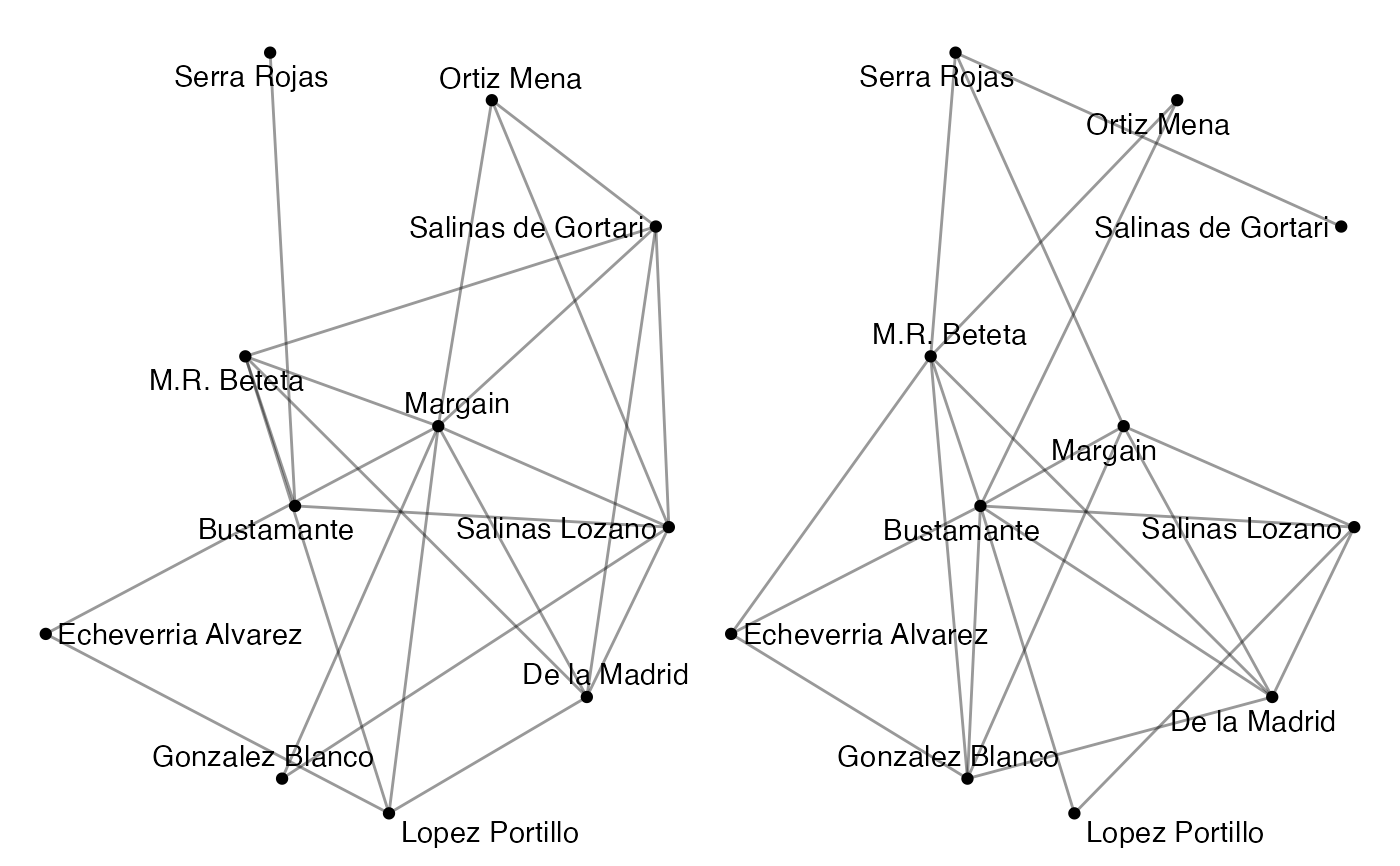 Serra Rojas
Ortiz Mena
Salinas de Gortari
M.R. Beteta
Margain
Bustamante
Salinas Lozano
Echeverria Alvarez
De la Madrid
Gonzalez Blanco
Lopez Portillo
Serra Rojas
Ortiz Mena
Salinas de Gortari
M.R. Beteta
Margain
Bustamante
Salinas Lozano
Echeverria Alvarez
De la Madrid
Gonzalez Blanco
Lopez Portillo